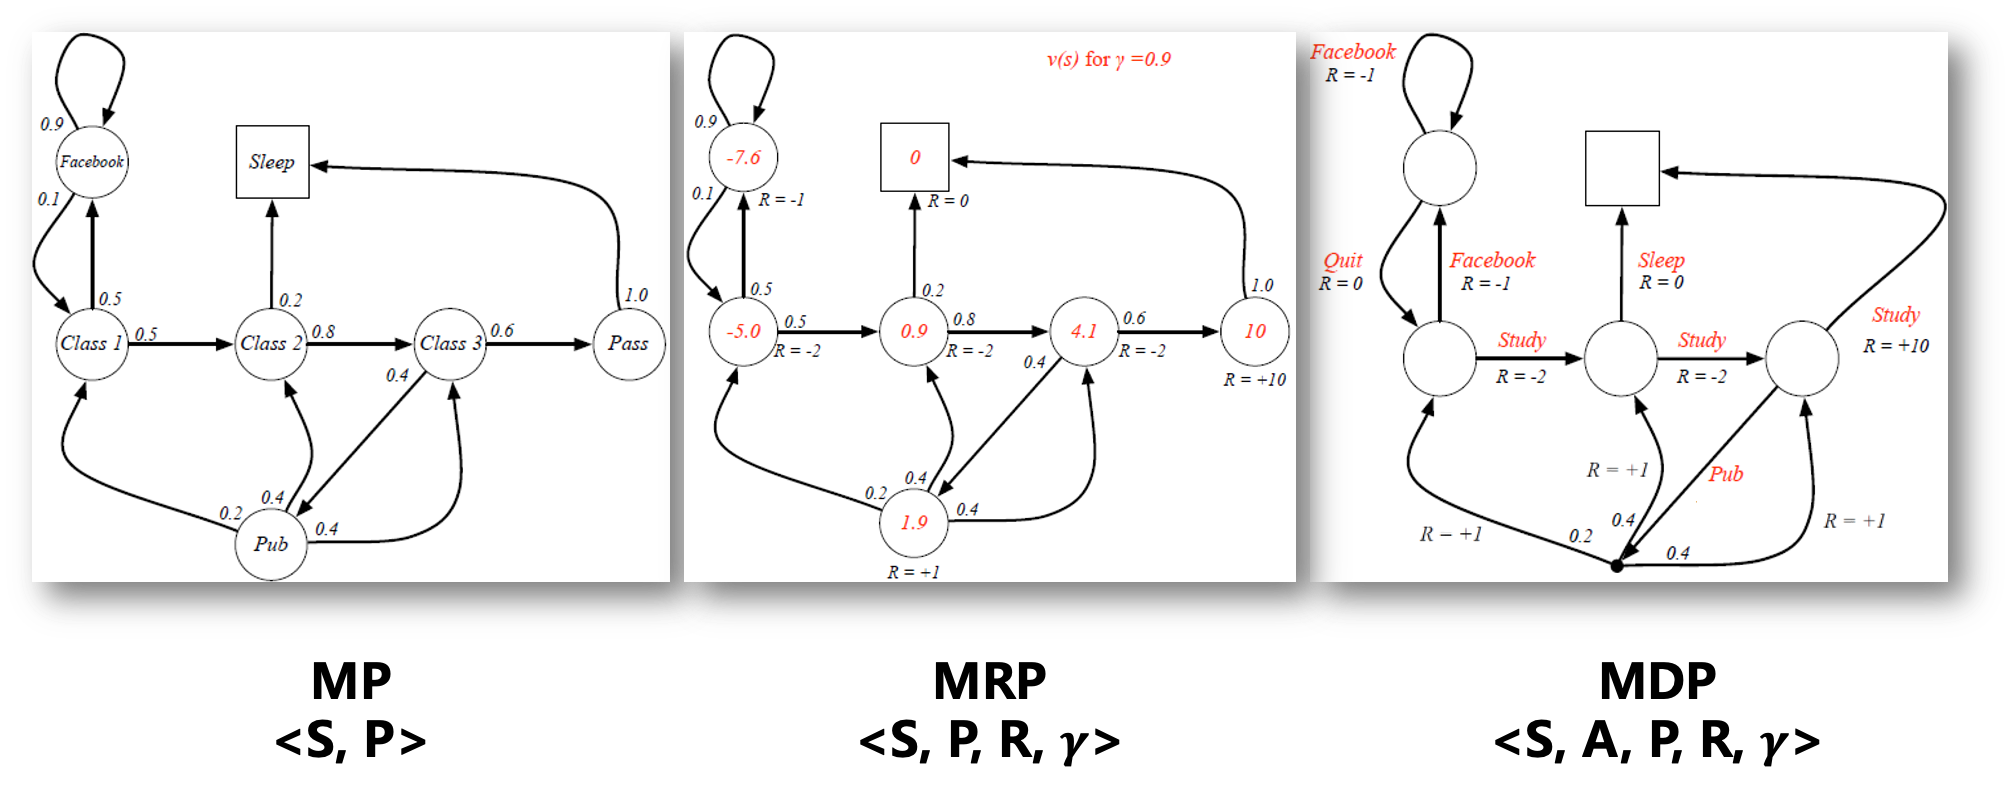 0.9
Facebook
Sleep
0.1
1.0
0.5
0.2
Class 1
0.5
Class 2
0.8
Class 3
0.6
Pass
0.4
0.4
0.2
0.4
Pub
v(s) for γ =0.9
0.9
-7.6
0
0.1
R = -1
R = 0
0.5
0.2
1.0
-5.0
0.5
0.9
0.8
4.1
0.6
10
R = -2
R = -2
R = -2
0.4
R = +10
0.4
0.2
0.4
1.9
R = +1
Facebook
R = -1
Quit
R = 0
Facebook
R = -1
Sleep
R = 0
Study
R = +10
Study
R = -2
Study
R = -2
R = +1
Pub
R = +1
R = +1
0.4
0.2
0.4
MP
<S, P>
MRP
<S, P, R, γ>
MDP
<S, A, P, R, γ>